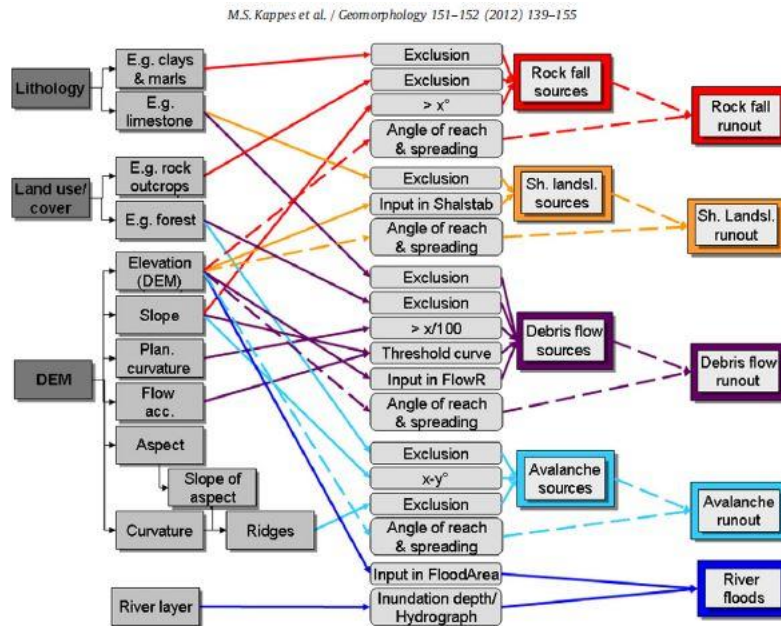 M.S. Kappes et al. / Geomorphology 151–152 (2012) 139–155
Lithology
E.g. clays
& marls
E.g.
limestone
Land use/
cover
E.g. rock
outcrops
E.g. forest
DEM
Elevation
(DEM)
Slope
Plan.
curvature
Flow
acc.
Aspect
Slope of
aspect
Curvature
Ridges
River layer
Exclusion
Exclusion
> x°
Angle of reach
& spreading
Exclusion
Input in Shalstab
Angle of reach
& spreading
Exclusion
Exclusion
> x/100
Threshold curve
Input in FlowR
Angle of reach
& spreading
Exclusion
x-y°
Exclusion
Angle of reach
& spreading
Input in FloodArea
Inundation depth/
Hydrograph
Rock fall
sources
Sh. landsl.
sources
Debris flow
sources
Avalanche
sources
Rock fall
runout
Sh. Landsl.
runout
Debris flow
runout
Avalanche
runout
River
floods